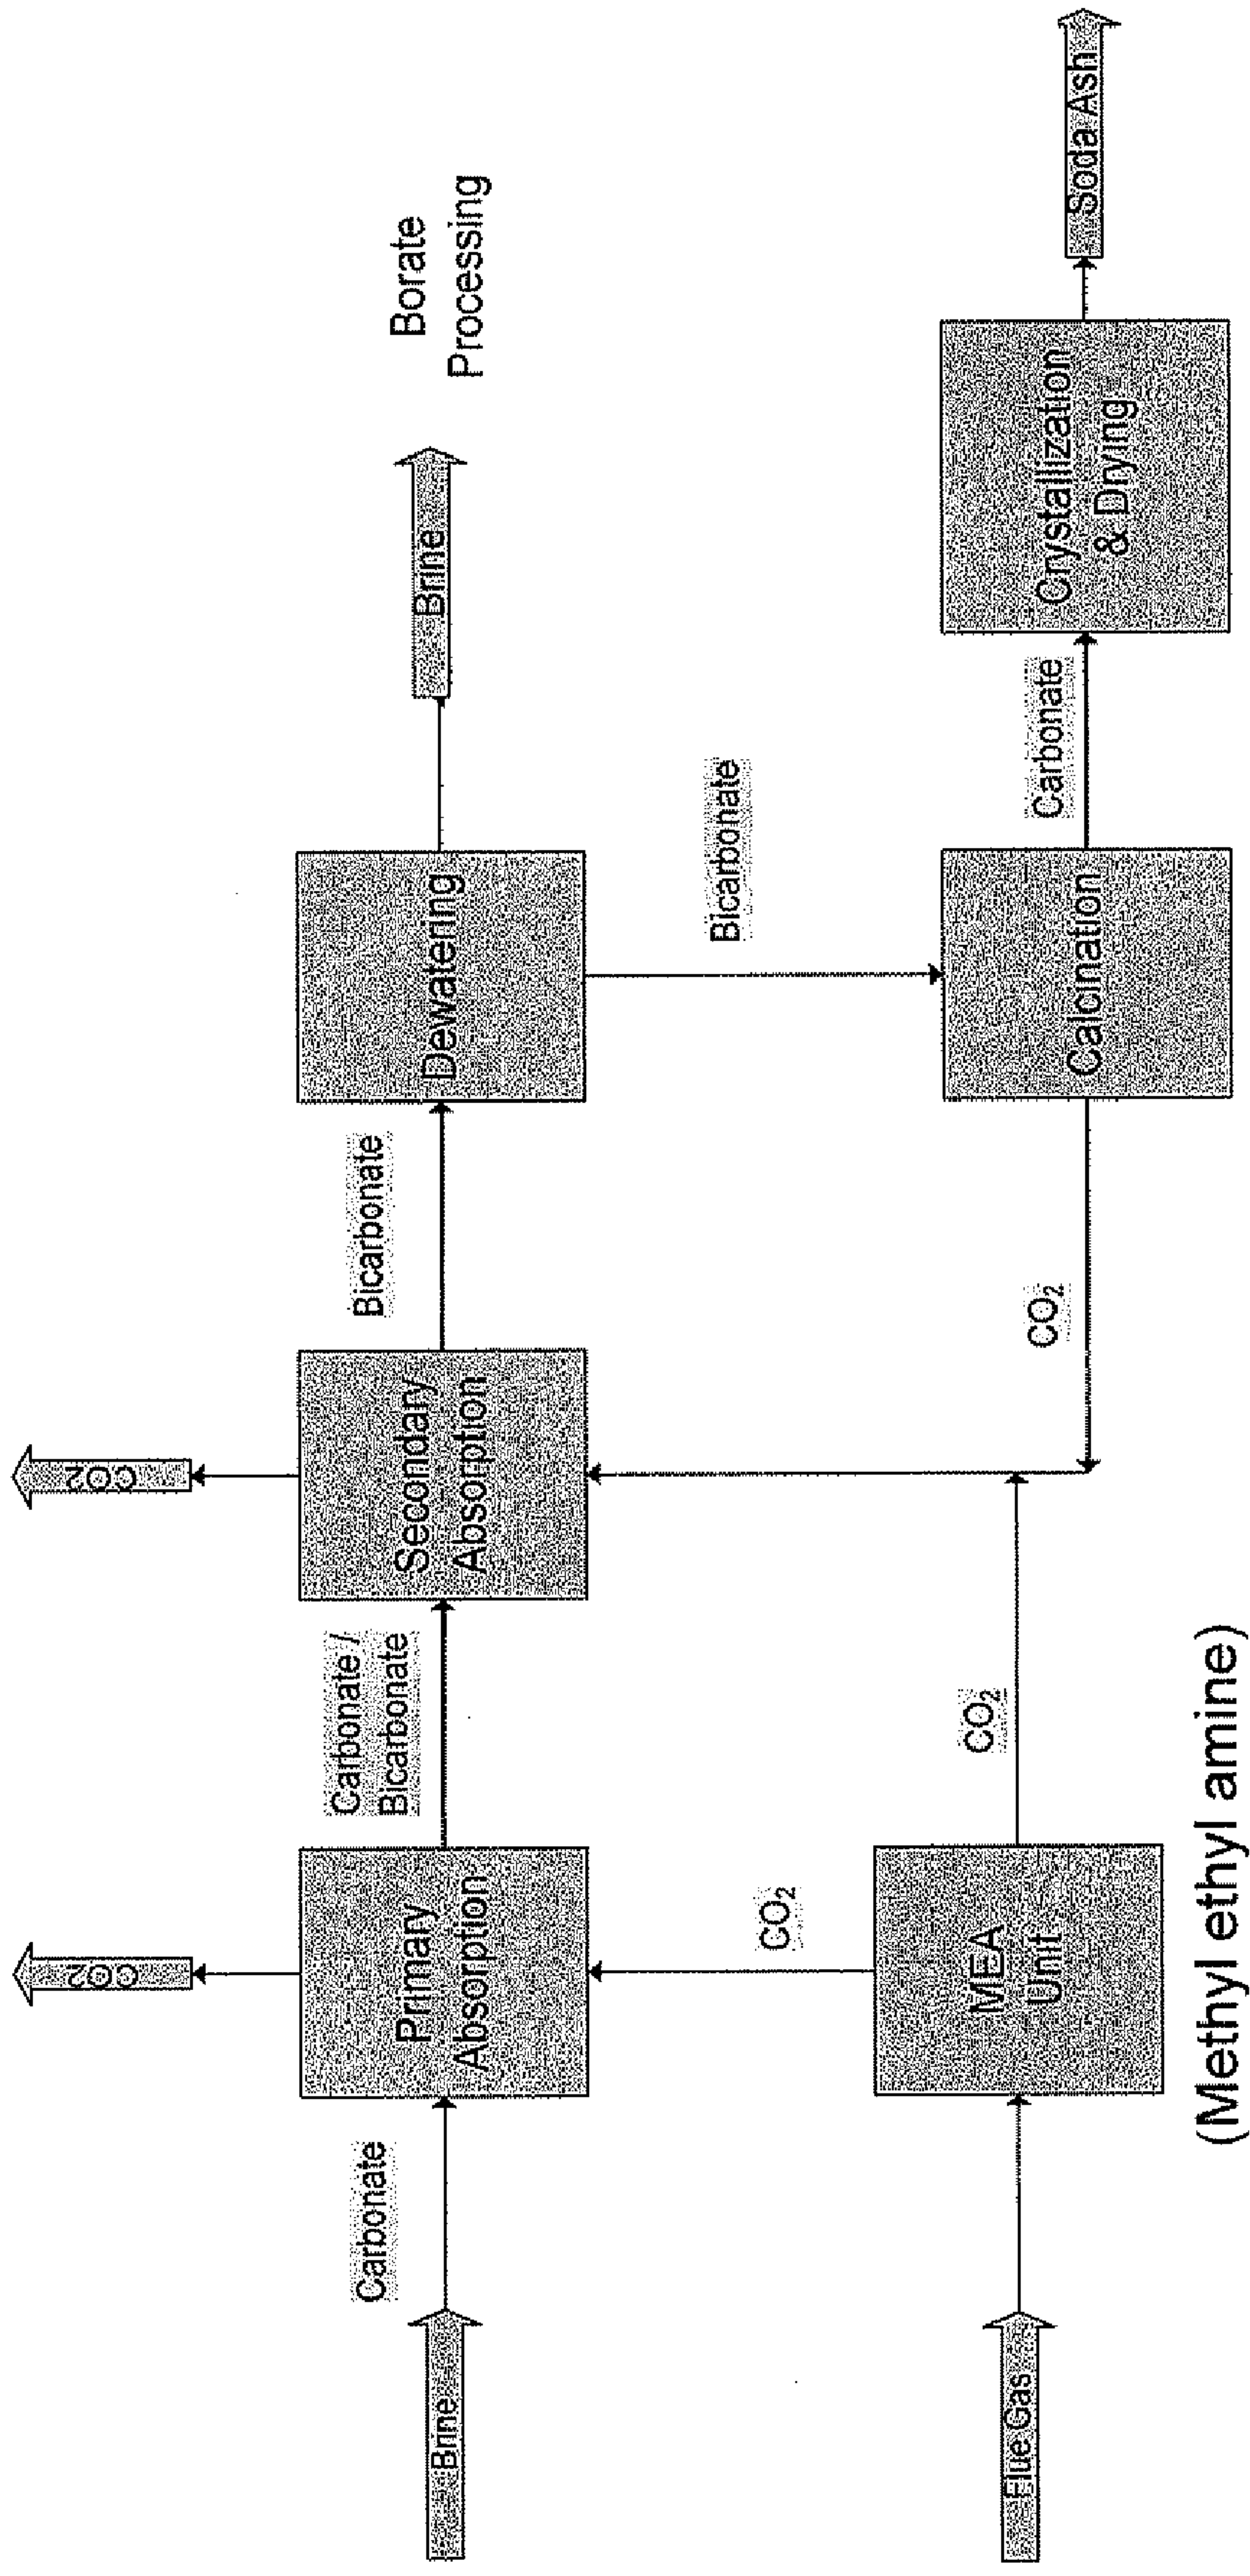 CO2
CO2
Brine
Carbonate
Primary
Absorption
Carbonate /
Bicarbonate
Secondary
Absorption
Bicarbonate
Dewatering
Brine
Borate
Processing
CO₂
Bicarbonate
Flue Gas
MEA
Unit
CO₂
CO₂
Calcination
Carbonate
Crystallization
& Drying
Soda Ash
(Methyl ethyl amine)